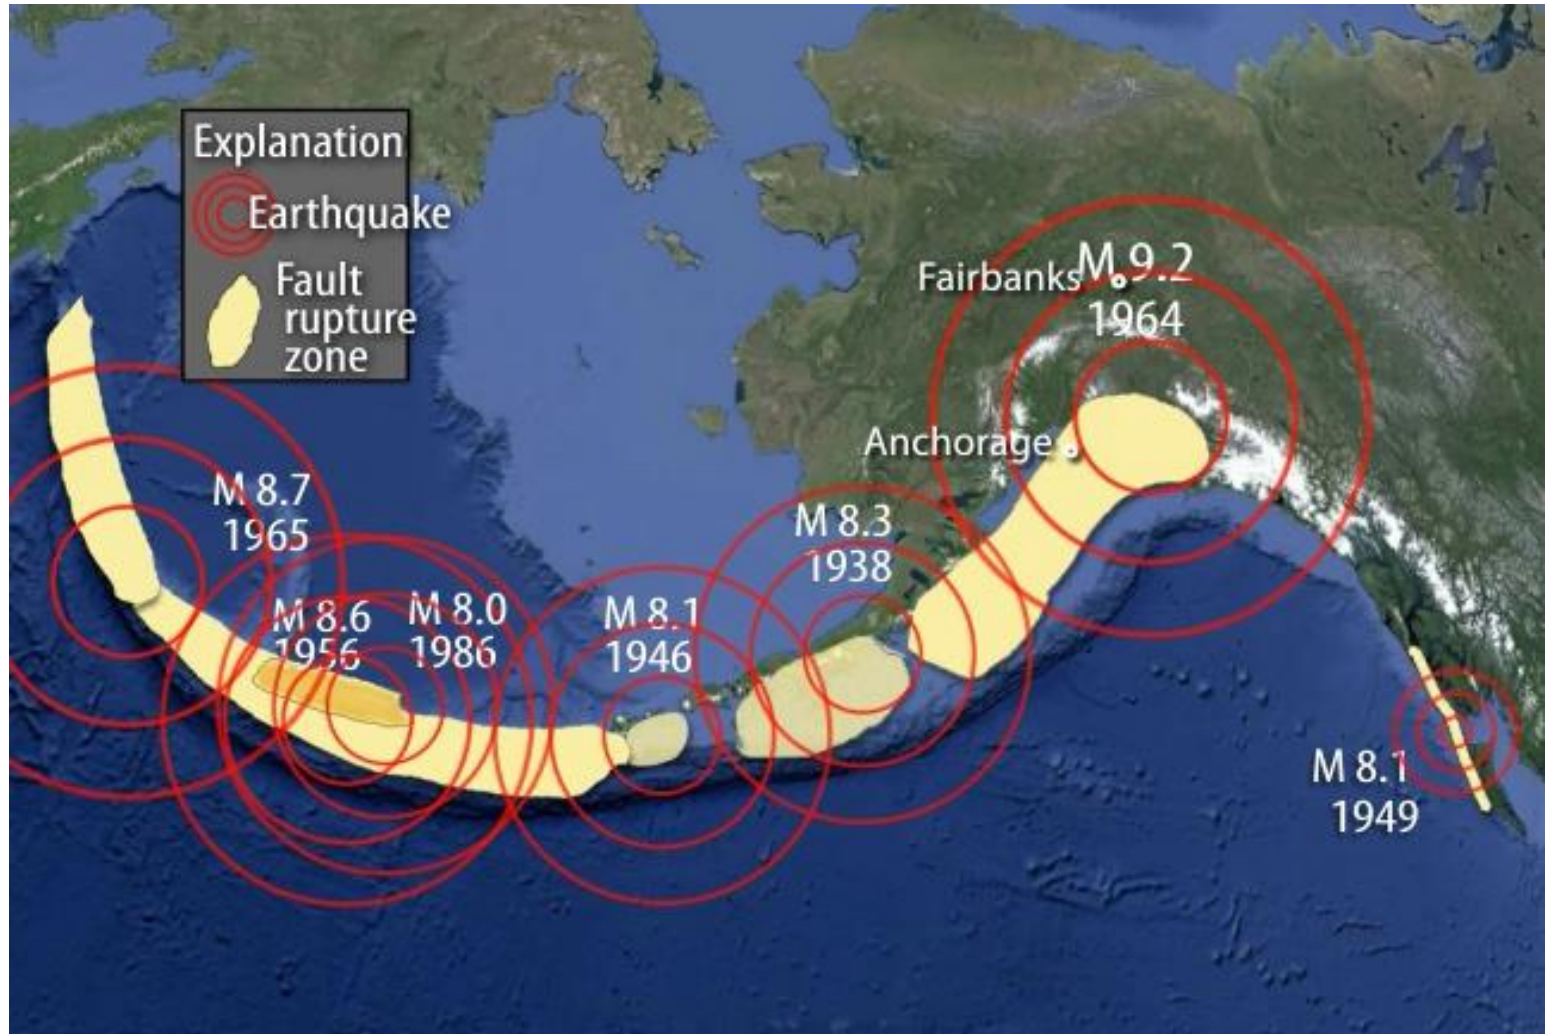 Explanation
Earthquake
Fault
rupture
zone
Fairbanks
M 9.2
1964
Anchorage
M 8.7
1965
M 8.6
1956
M 8.0
1986
M 8.1
1946
M 8.3
1938
M 8.1
1949